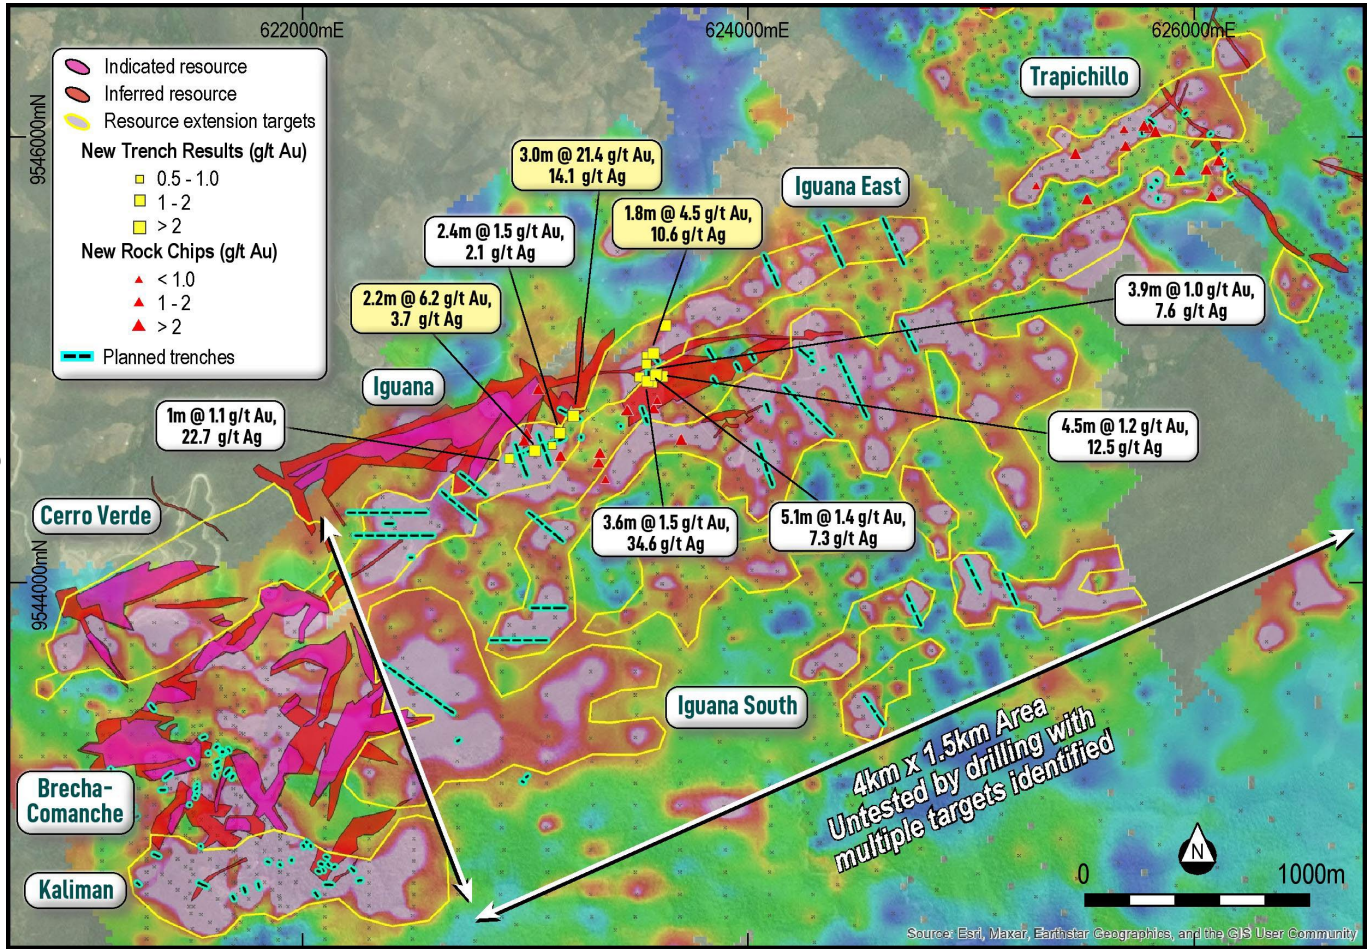 622000mE
624000mE
626000mE
9546000mN
9544000mN
Indicated resource
Inferred resource
Resource extension targets
New Trench Results (g/t Au)
0.5 - 1.0
1 - 2
> 2
New Rock Chips (g/t Au)
< 1.0
1 - 2
> 2
Planned trenches
Trapichillo
3.0m @ 21.4 g/t Au,
14.1 g/t Ag
Iguana East
1.8m @ 4.5 g/t Au,
10.6 g/t Ag
2.4m @ 1.5 g/t Au,
2.1 g/t Ag
2.2m @ 6.2 g/t Au,
3.7 g/t Ag
3.9m @ 1.0 g/t Au,
7.6 g/t Ag
Iguana
1m @ 1.1 g/t Au,
22.7 g/t Ag
4.5m @ 1.2 g/t Au,
12.5 g/t Ag
Cerro Verde
3.6m @ 1.5 g/t Au,
34.6 g/t Ag
5.1m @ 1.4 g/t Au,
7.3 g/t Ag
Iguana South
4km x 1.5km Area
Untested by drilling with
multiple targets identified
Brecha-
Comanche
Kaliman
N
0
1000m
Source: Esri, Maxar, Earthstar Geographics, and the GIS User Community